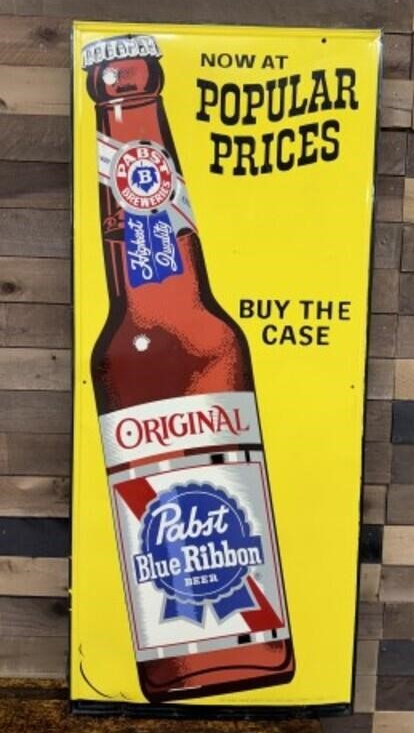 NOW AT
POPULAR
PRICES
PABST
B
BREWERIES
Highest
Quality
BUY THE
CASE
ORIGINAL
Pabst
Blue Ribbon
BEER